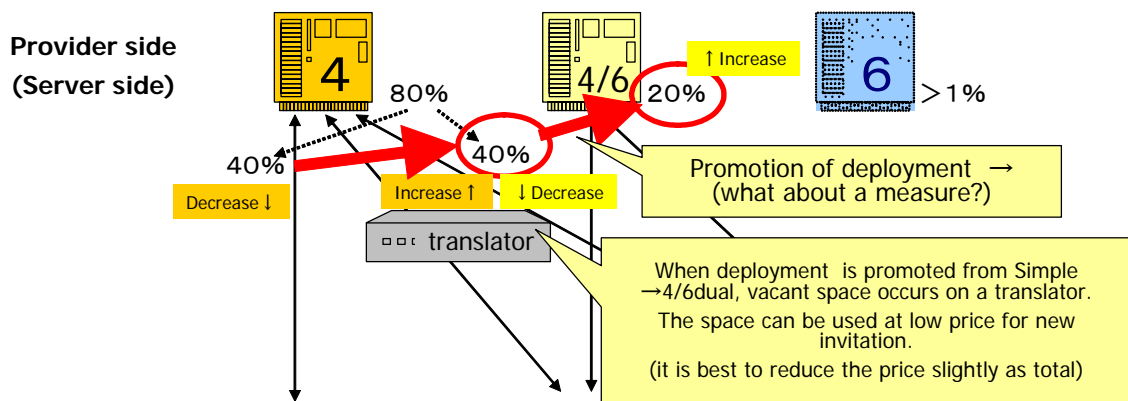 Provider side
(Server side)
4
4/6
6
↑ Increase
80%
20%
＞1%
40%
40%
Decrease ↓
Increase ↑
↓ Decrease
Promotion of deployment →
(what about a measure?)
translator
When deployment is promoted from Simple
→4/6dual, vacant space occurs on a translator.
The space can be used at low price for new
invitation.
(it is best to reduce the price slightly as total)